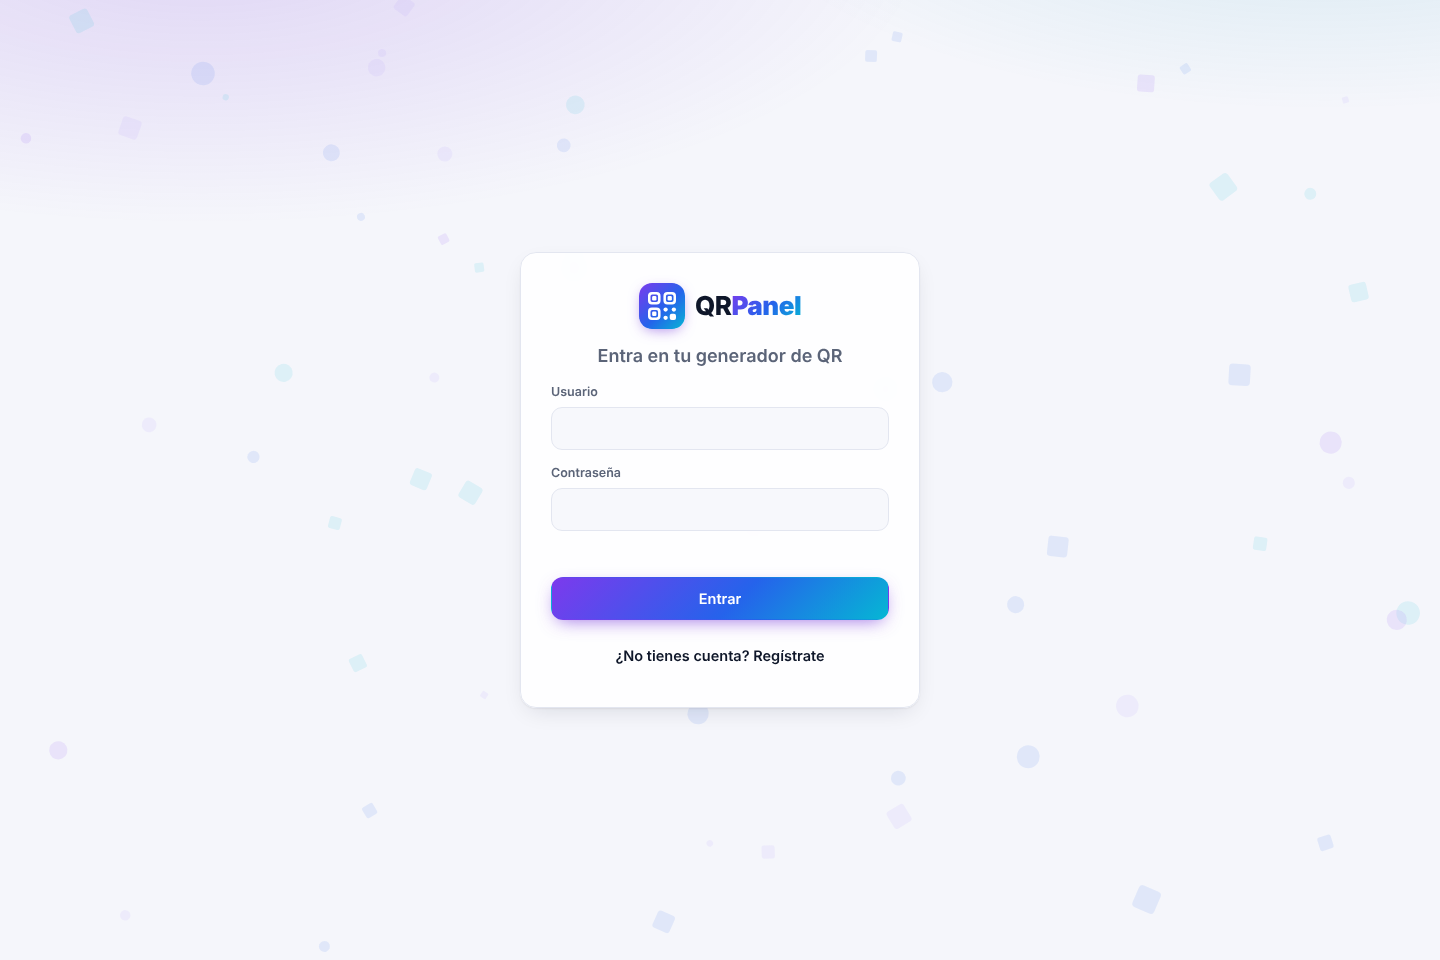 QRPanel
Entra en tu generador de QR
Usuario
Contraseña
Entrar
¿No tienes cuenta? Regístrate